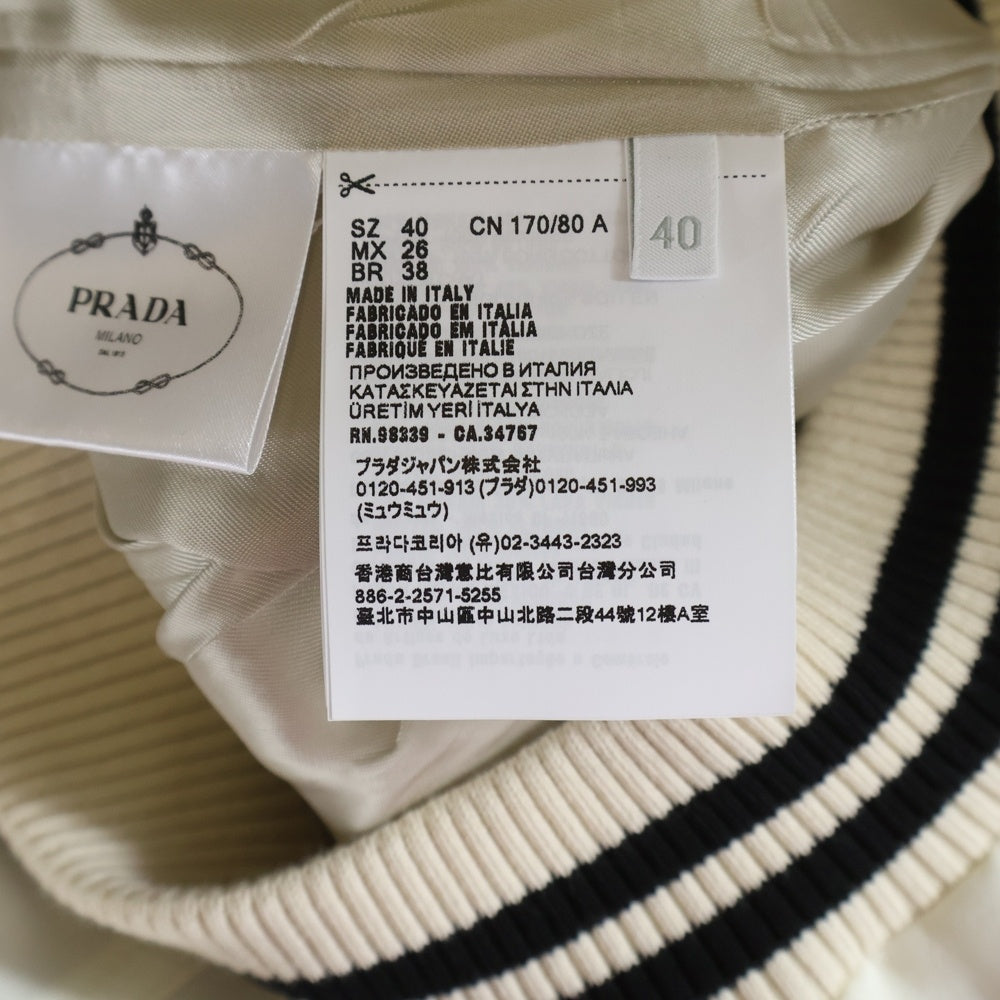 PRADA
MILANO
DAL 1913
SZ 40 CN 170/80 A
MX 26
BR 38
40
MADE IN ITALY
FABRICADO EN ITALIA
FABRICADO EM ITÀLIA
FABRIQUÉ EN ITALIE
ПРОИЗВЕДЕНО В ИТАЛИЯ
ΚΑΤΑΣΚΕΥΑΖΕΤΑΙ ΣΤΗΝ ΙΤΑΛΙΑ
ÜRETİM YERİ İTALYA
RN.98339 - CA.34767
プラダジャパン株式会社
0120-451-913 (プラダ)0120-451-993
(ミュウミュウ)
프라다코리아 (유)02-3443-2323
香港商台灣意比有限公司台灣分公司
886-2-2571-5255
臺北市中山區中山北路二段44號12樓A室